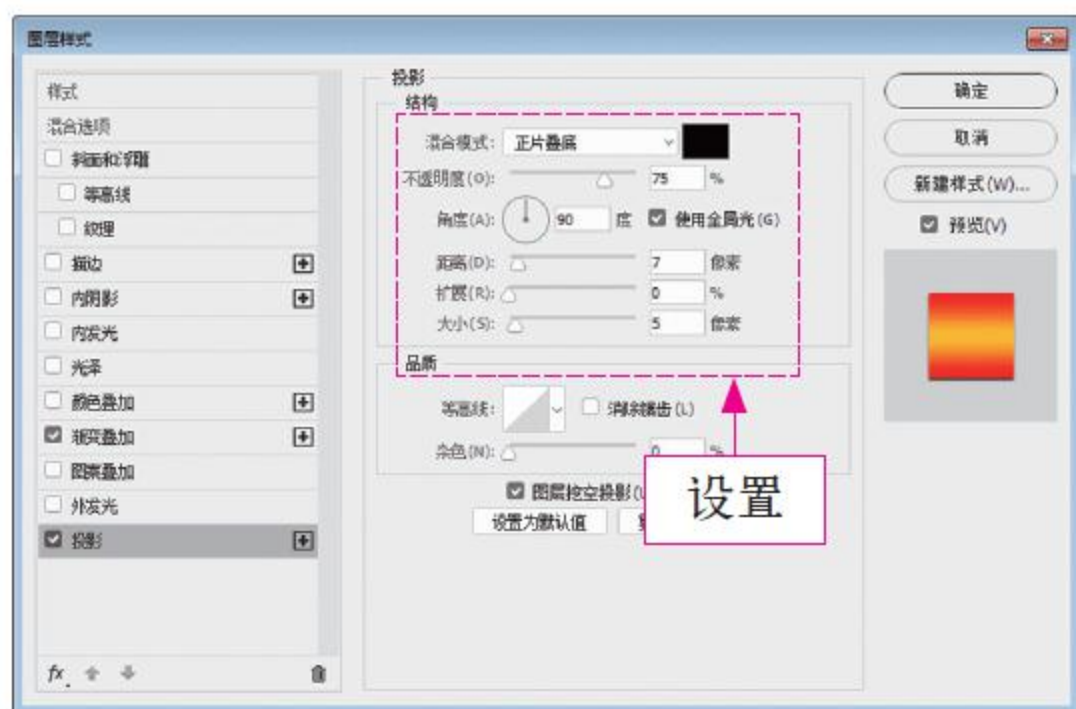 图层样式
样式
混合选项
斜面和浮雕
等高线
纹理
描边
内阴影
内发光
光泽
颜色叠加
渐变叠加
图案叠加
外发光
投影
fx
投影
结构
混合模式: 正片叠底
不透明度(O): 75 %
角度(A): 90 度 使用全局光(G)
距离(D): 7 像素
扩展(R): 0 %
大小(S): 5 像素
品质
等高线: 消除锯齿(L)
杂色(N): 0 %
图层挖空投影(
设置为默认值
设置
确定
取消
新建样式(W)...
预览(V)